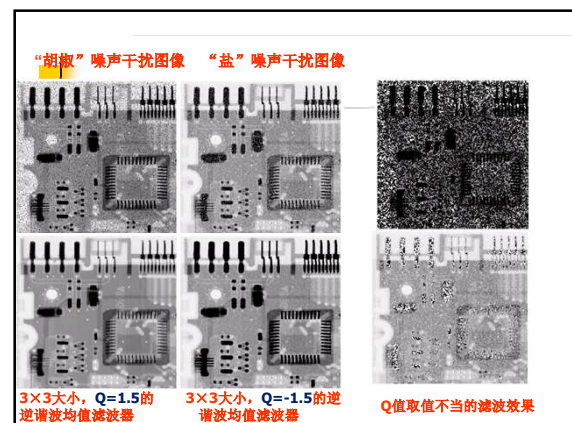 “胡椒”噪声干扰图像
“盐”噪声干扰图像
3×3大小，Q=1.5的
逆谐波均值滤波器
3×3大小，Q=-1.5的逆
谐波均值滤波器
Q值取值不当的滤波效果